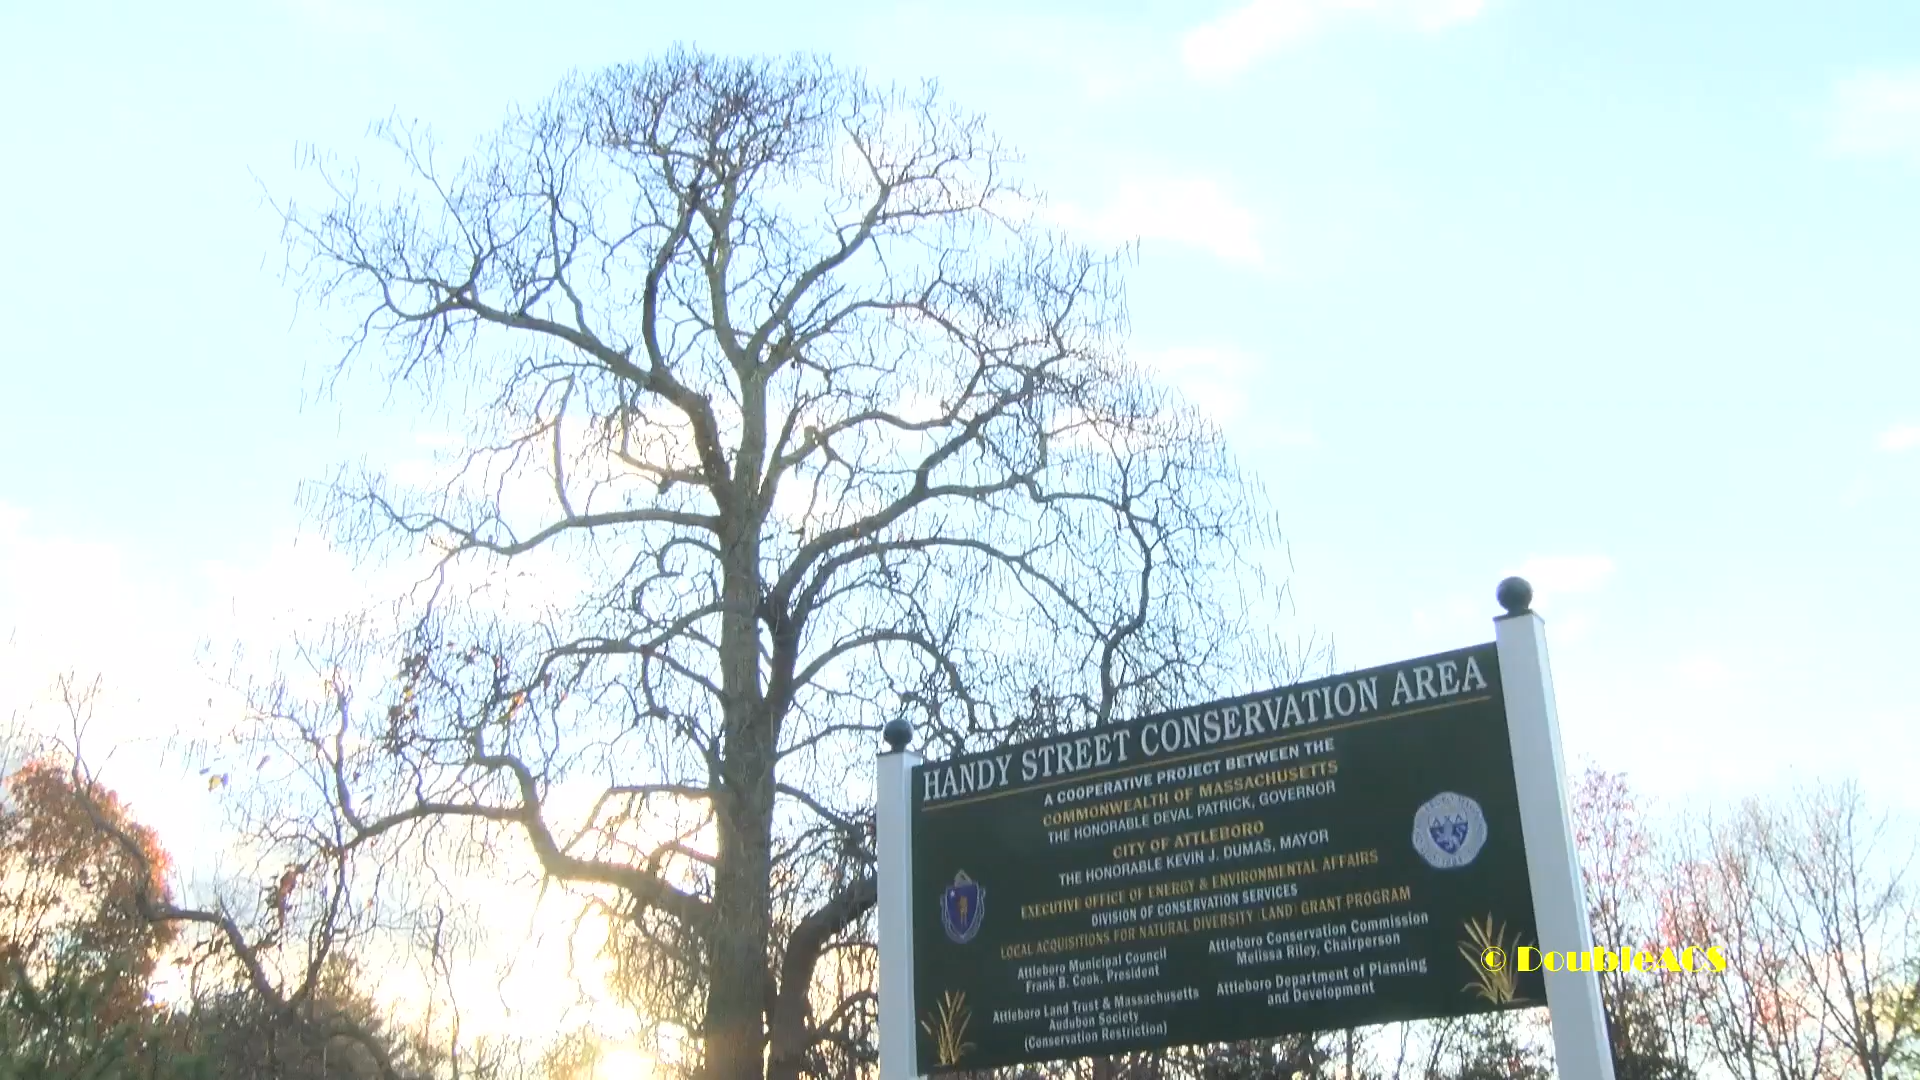 HANDY STREET CONSERVATION AREA
A COOPERATIVE PROJECT BETWEEN THE
COMMONWEALTH OF MASSACHUSETTS
THE HONORABLE DEVAL PATRICK, GOVERNOR
CITY OF ATTLEBORO
THE HONORABLE KEVIN J. DUMAS, MAYOR
EXECUTIVE OFFICE OF ENERGY & ENVIRONMENTAL AFFAIRS
DIVISION OF CONSERVATION SERVICES
LOCAL ACQUISITIONS FOR NATURAL DIVERSITY (LAND) GRANT PROGRAM
Attleboro Municipal Council
Frank B. Cook, President
Attleboro Conservation Commission
Melissa Riley, Chairperson
Attleboro Land Trust & Massachusetts
Audubon Society
(Conservation Restriction)
Attleboro Department of Planning
and Development
© DoubleACS